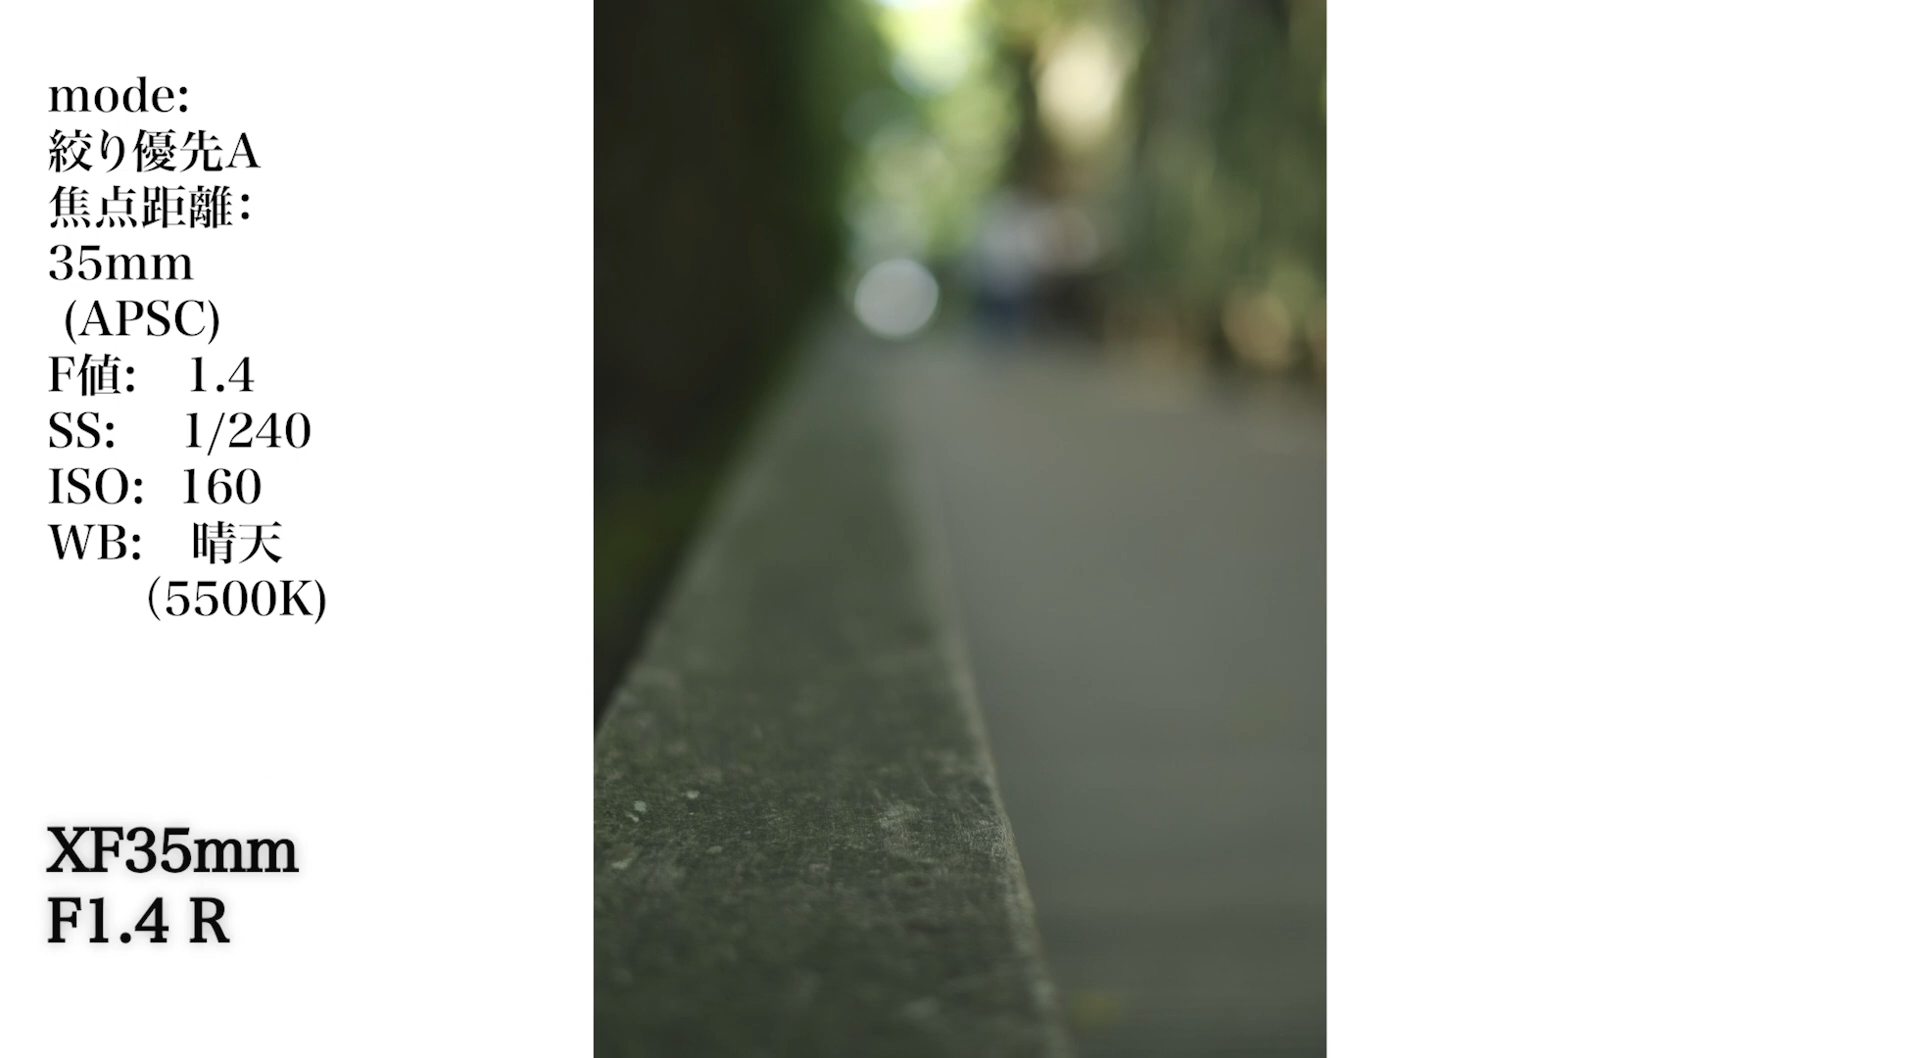 mode:
絞り優先A
焦点距離:
35mm
(APSC)
F値: 1.4
SS: 1/240
ISO: 160
WB: 晴天
(5500K)
XF35mm
F1.4 R